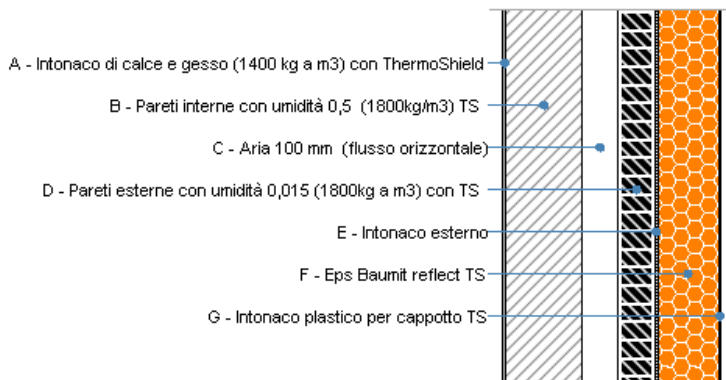 A - Intonaco di calce e gesso (1400 kg a m3) con ThermoShield
B - Pareti interne con umidità 0,5 (1800kg/m3) TS
C - Aria 100 mm (flusso orizzontale)
D - Pareti esterne con umidità 0,015 (1800kg a m3) con TS
E - Intonaco esterno
F - Eps Baumit reflect TS
G - Intonaco plastico per cappotto TS